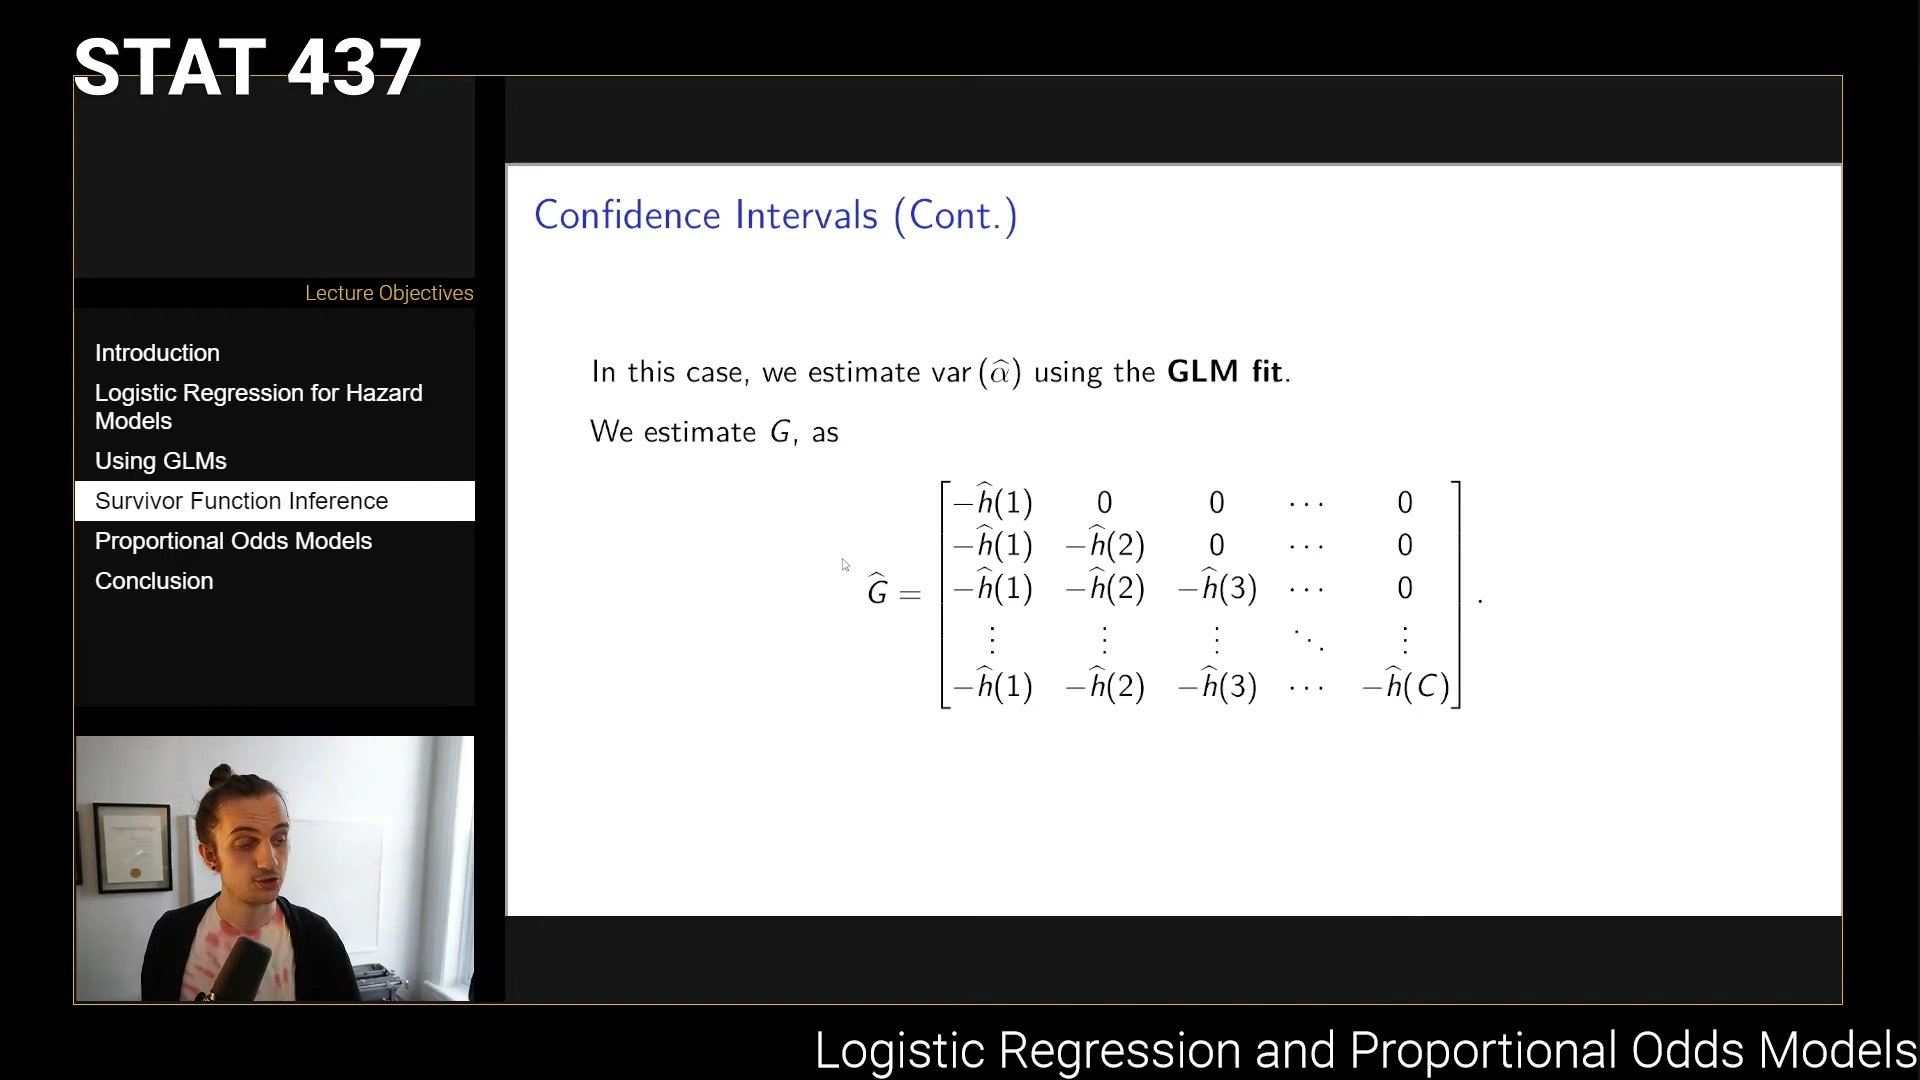 STAT 437
Lecture Objectives
Introduction
Logistic Regression for Hazard
Models
Using GLMs
Survivor Function Inference
Proportional Odds Models
Conclusion
Confidence Intervals (Cont.)
In this case, we estimate var(α̂) using the GLM fit.
We estimate G, as
Ĝ =
−ĥ(1) 0 0 ⋯ 0
−ĥ(1) −ĥ(2) 0 ⋯ 0
−ĥ(1) −ĥ(2) −ĥ(3) ⋯ 0
⋮ ⋮ ⋮ ⋱ ⋮
−ĥ(1) −ĥ(2) −ĥ(3) ⋯ −ĥ(C)
.
Logistic Regression and Proportional Odds Models